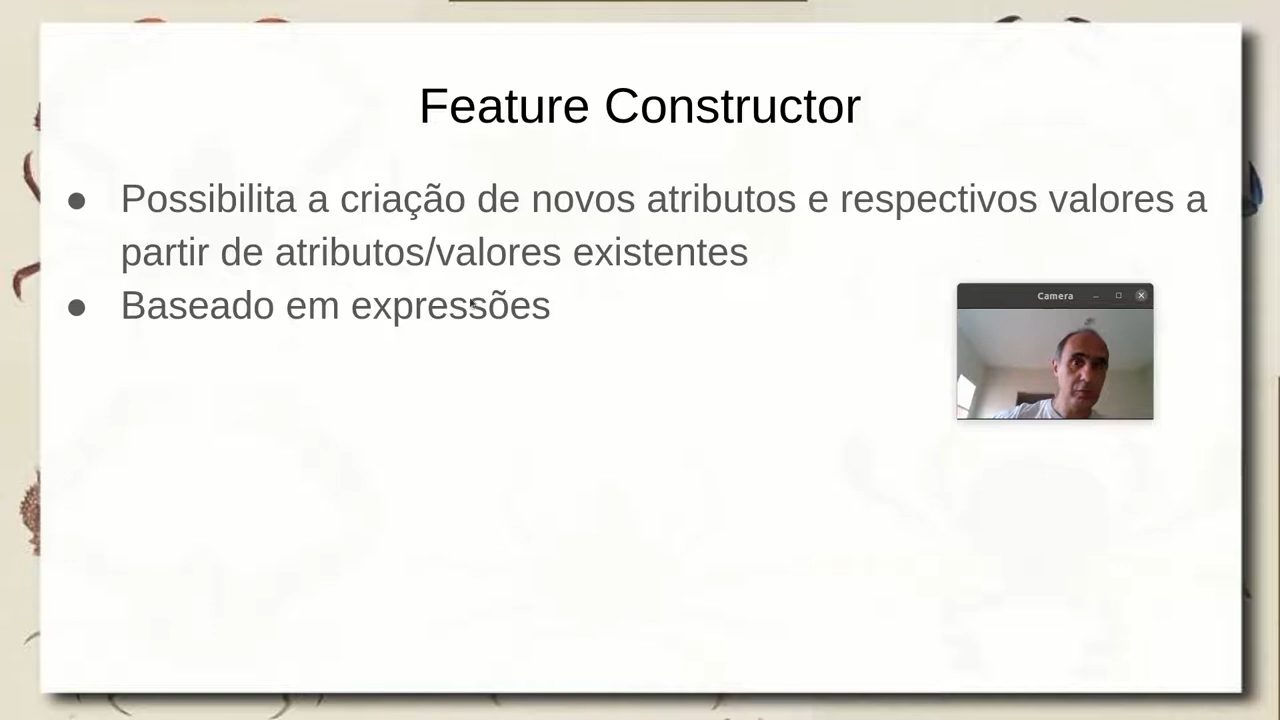 Feature Constructor
● Possibilita a criação de novos atributos e respectivos valores a
partir de atributos/valores existentes
● Baseado em expressões
Camera